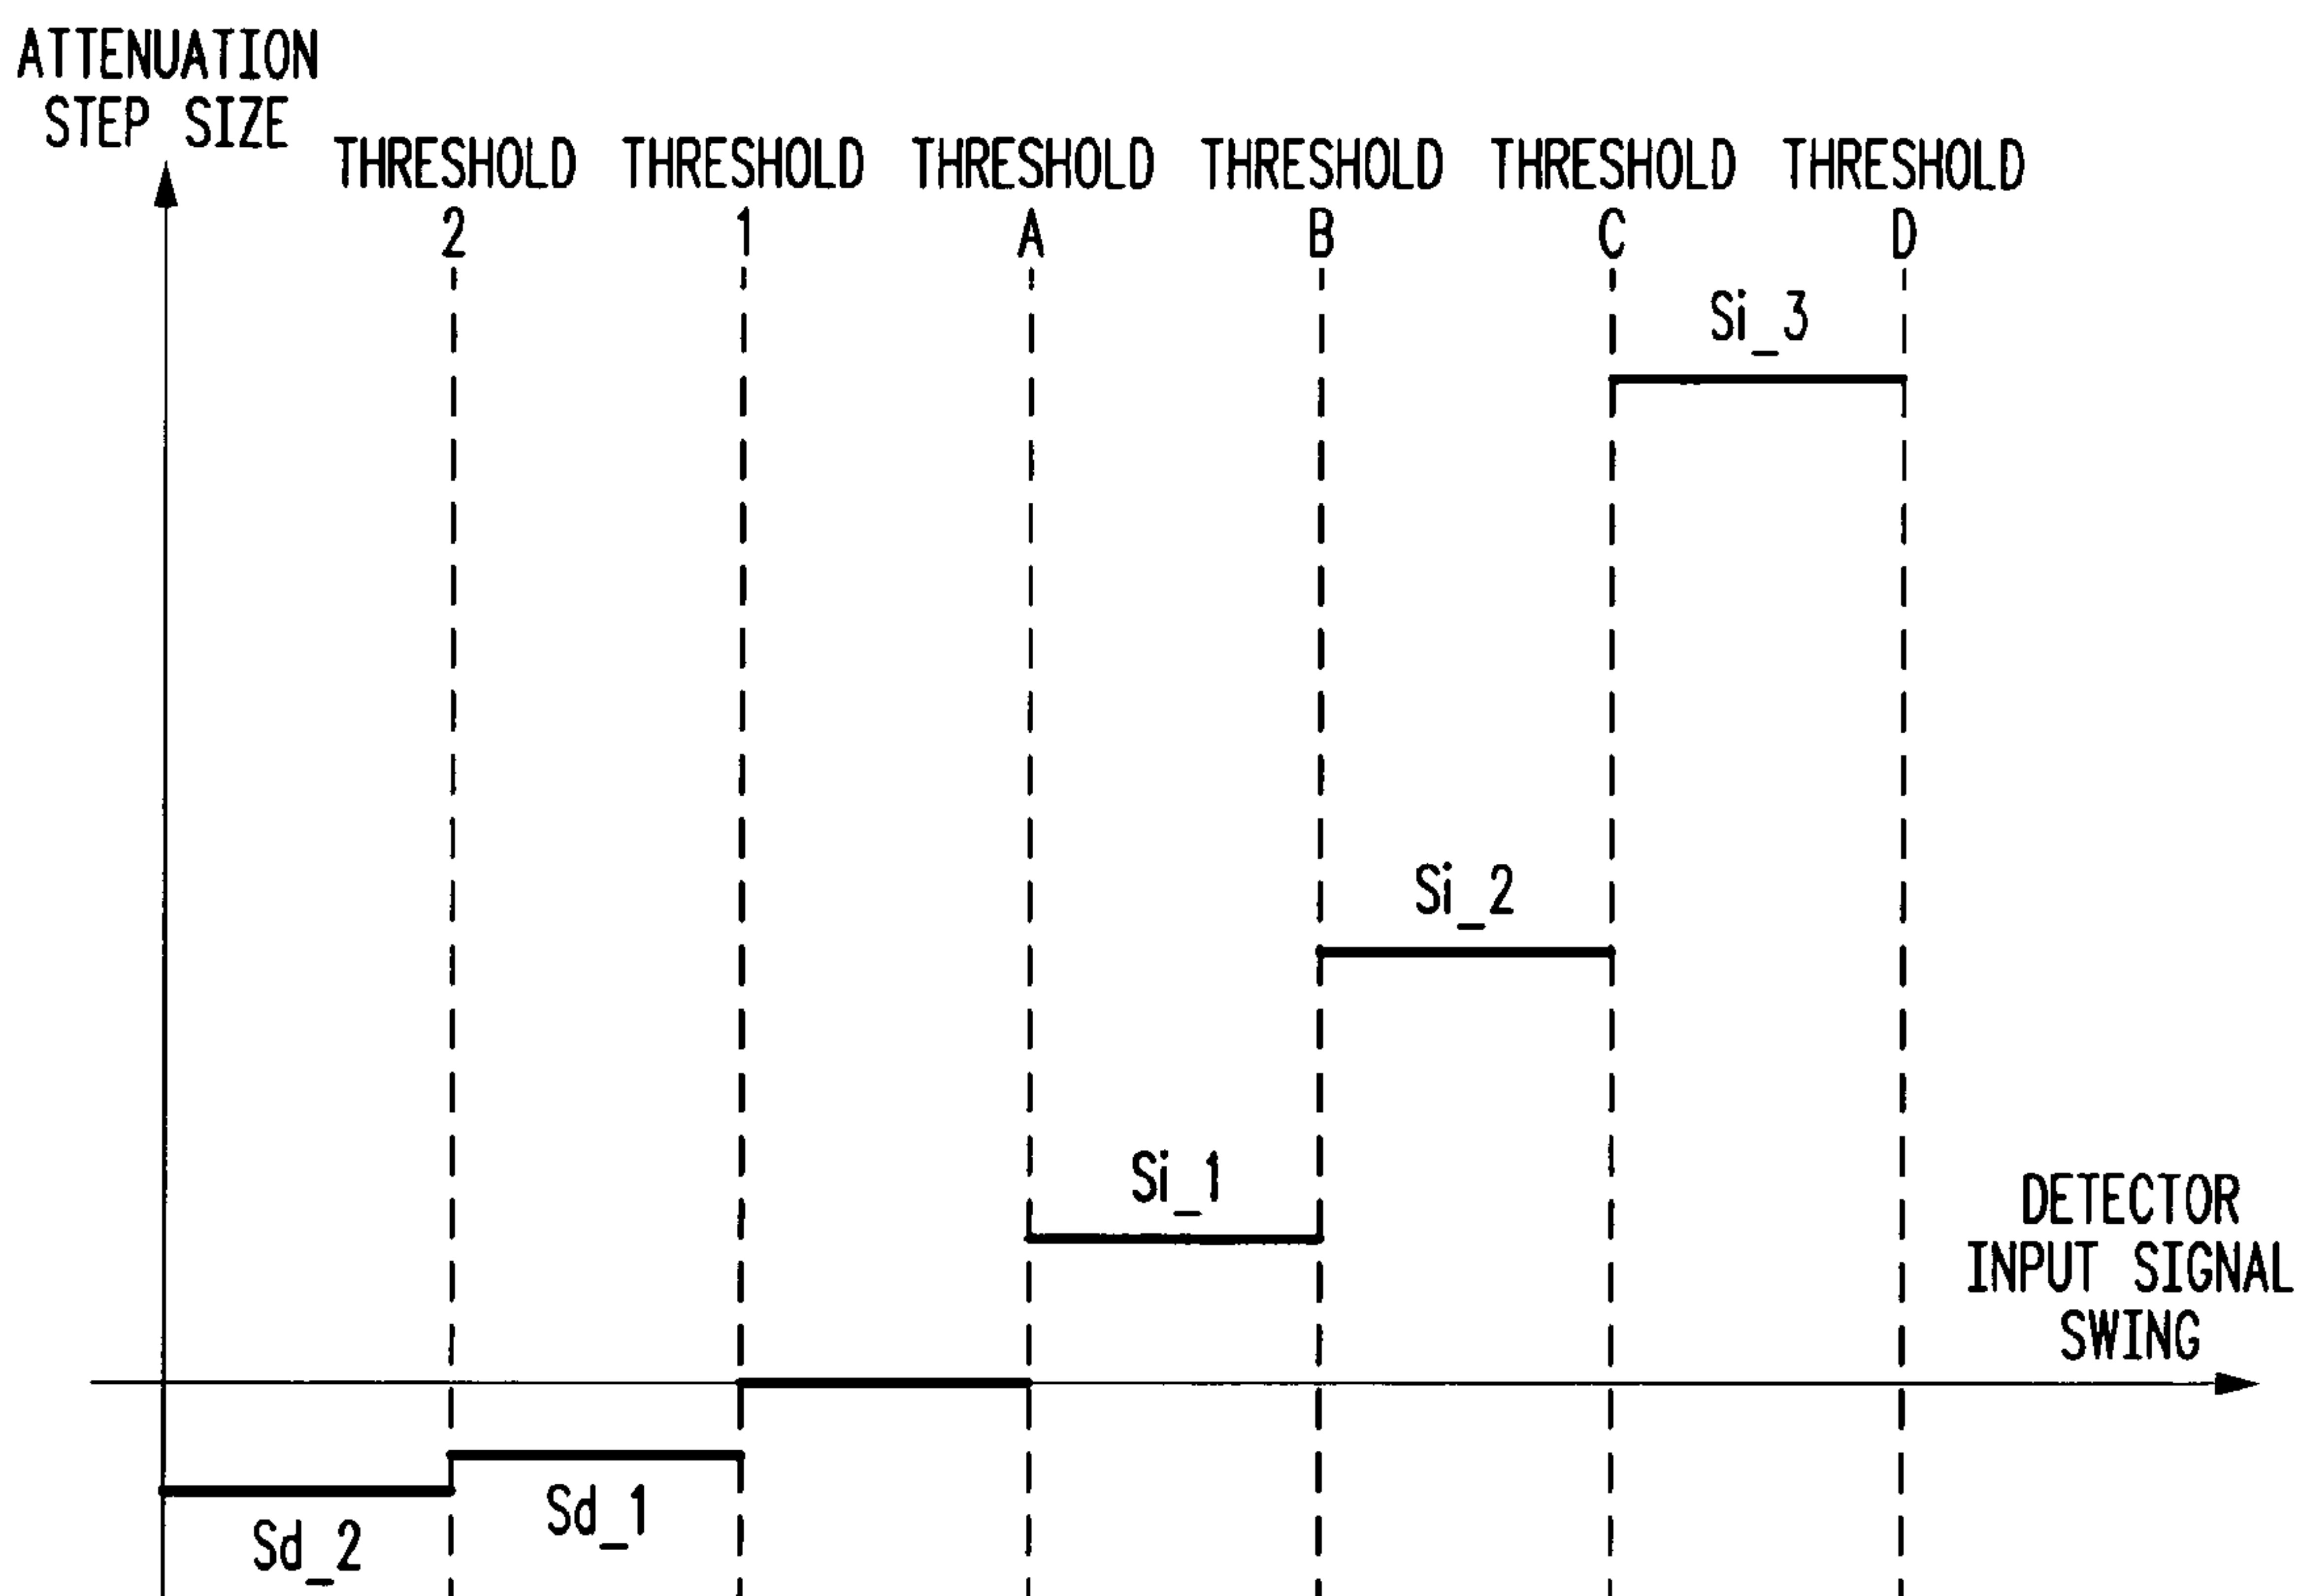 ATTENUATION
STEP SIZE
THRESHOLD
2
THRESHOLD
1
THRESHOLD
A
THRESHOLD
B
THRESHOLD
C
THRESHOLD
D
Si_3
Si_2
Si_1
DETECTOR
INPUT SIGNAL
SWING
Sd_1
Sd_2